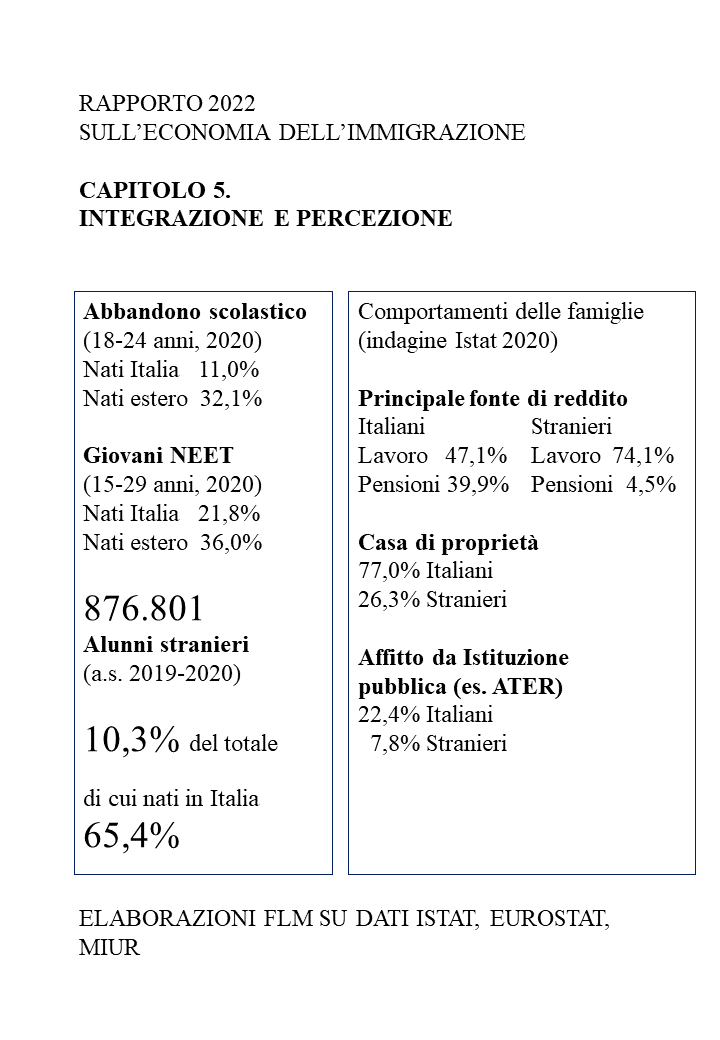 RAPPORTO 2022
SULL'ECONOMIA DELL'IMMIGRAZIONE
CAPITOLO 5.
INTEGRAZIONE E PERCEZIONE
Abbandono scolastico
(18-24 anni, 2020)
Nati Italia 11,0%
Nati estero 32,1%
Giovani NEET
(15-29 anni, 2020)
Nati Italia 21,8%
Nati estero 36,0%
876.801
Alunni stranieri
(a.s. 2019-2020)
10,3% del totale
di cui nati in Italia
65,4%
Comportamenti delle famiglie
(indagine Istat 2020)
Principale fonte di reddito
Italiani Stranieri
Lavoro 47,1% Lavoro 74,1%
Pensioni 39,9% Pensioni 4,5%
Casa di proprietà
77,0% Italiani
26,3% Stranieri
Affitto da Istituzione
pubblica (es. ATER)
22,4% Italiani
7,8% Stranieri
ELABORAZIONI FLM SU DATI ISTAT, EUROSTAT,
MIUR